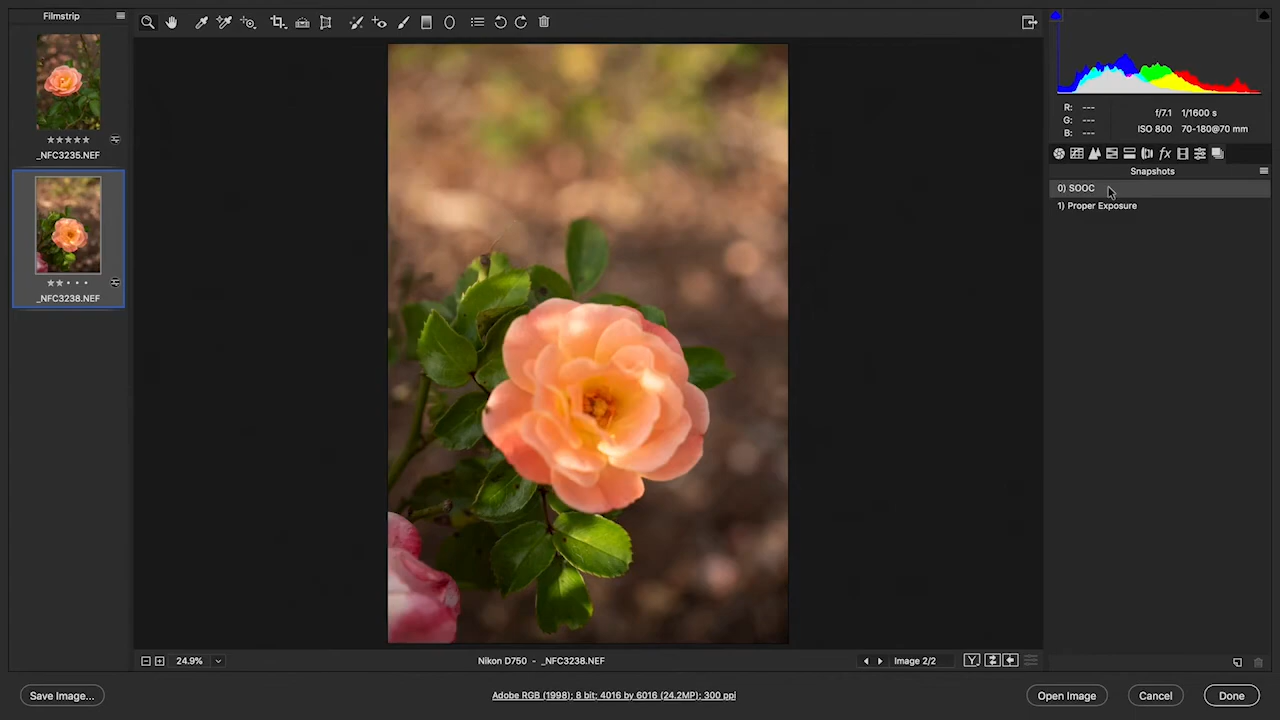 Filmstrip
_NFC3235.NEF
_NFC3238.NEF
R: ---
G: ---
B: ---
f/7.1 1/1600 s
ISO 800 70-180@70 mm
fx
Snapshots
0) SOOC
1) Proper Exposure
24.9%
Nikon D750 - _NFC3238.NEF
Image 2/2
Y
Save Image...
Adobe RGB (1998); 8 bit; 4016 by 6016 (24.2MP); 300 ppi
Open Image
Cancel
Done